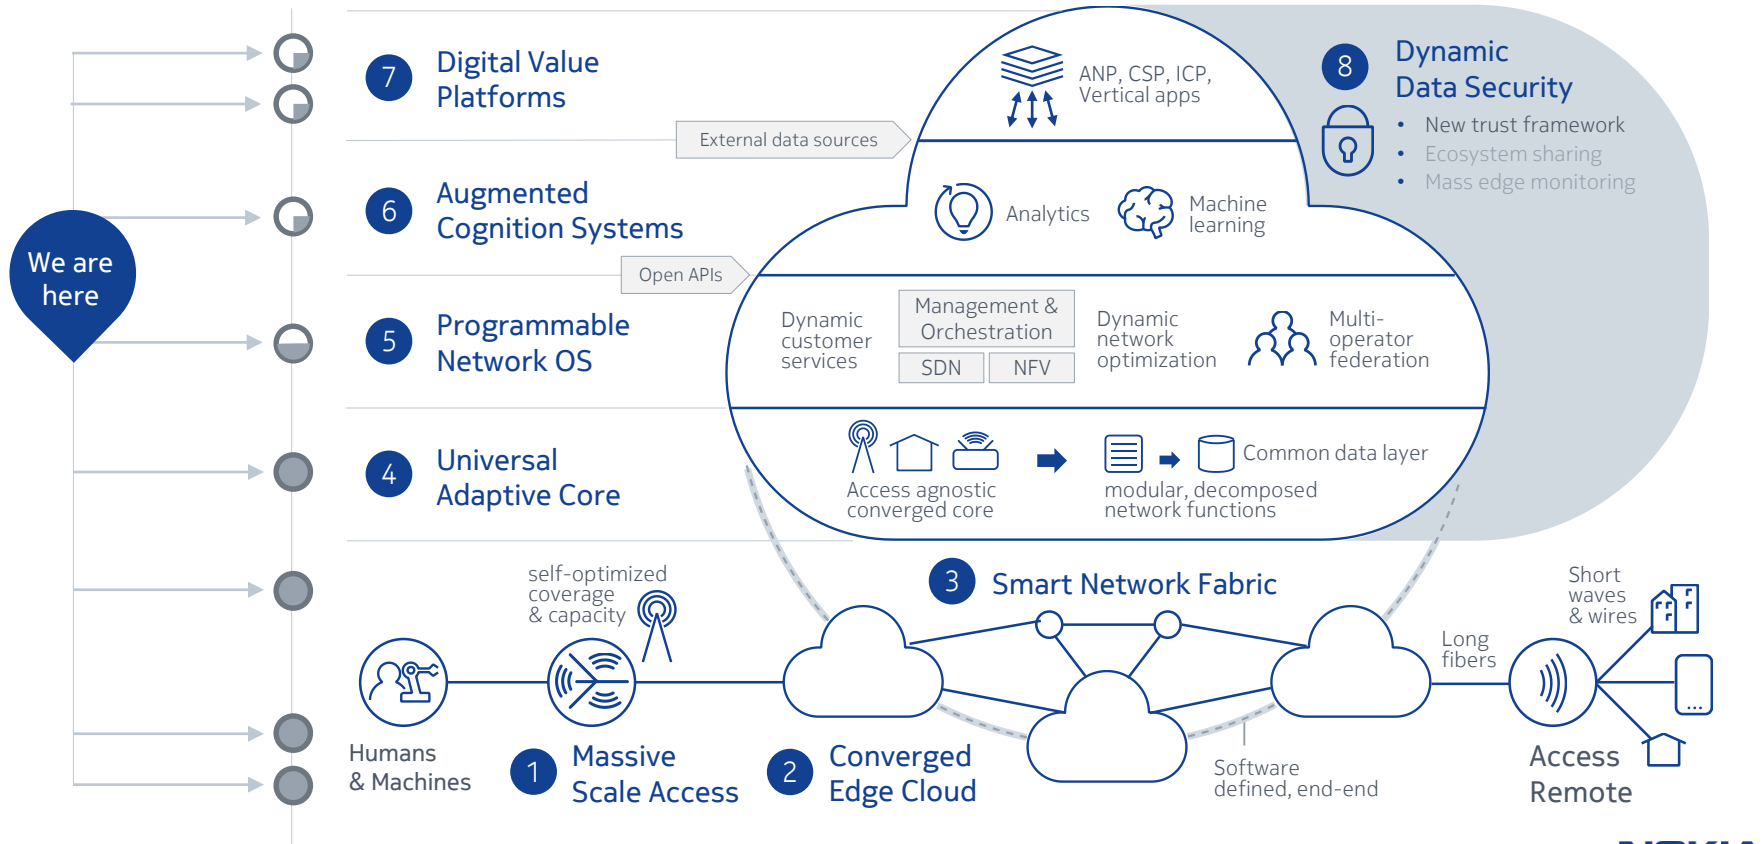 We are
here
7
Digital Value
Platforms
External data sources
ANP, CSP, ICP,
Vertical apps
8
Dynamic
Data Security
• New trust framework
• Ecosystem sharing
• Mass edge monitoring
6
Augmented
Cognition Systems
Open APIs
Analytics
Machine
learning
5
Programmable
Network OS
Dynamic
customer
services
Management &
Orchestration
SDN
NFV
Dynamic
network
optimization
Multi-
operator
federation
4
Universal
Adaptive Core
Access agnostic
converged core
modular, decomposed
network functions
Common data layer
self-optimized
coverage
& capacity
3
Smart Network Fabric
Short
waves
& wires
Long
fibers
Humans
& Machines
1
Massive
Scale Access
2
Converged
Edge Cloud
Software
defined, end-end
Access
Remote